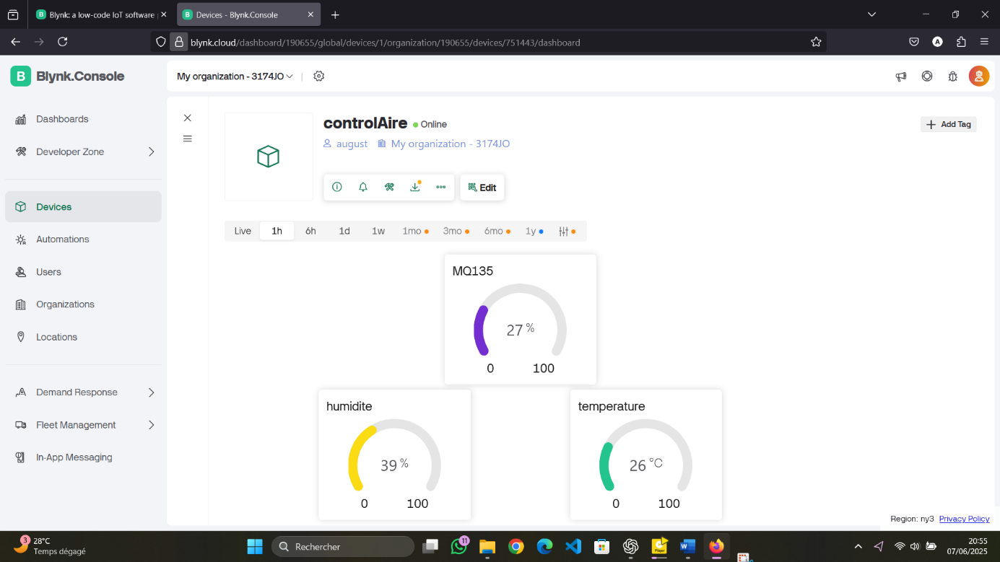 Blynk: a low-code IoT software
Devices - Blynk.Console
blynk.cloud/dashboard/190655/global/devices/1/organization/190655/devices/751443/dashboard
A
B Blynk.Console
My organization - 3174JO
Dashboards
Developer Zone
Devices
Automations
Users
Organizations
Locations
Demand Response
Fleet Management
In-App Messaging
controlAire Online
august My organization - 3174JO
Add Tag
Edit
Live 1h 6h 1d 1w 1mo 3mo 6mo 1y
MQ135
27 %
0 100
humidite
39 %
0 100
temperature
26 °C
0 100
Region: ny3 Privacy Policy
3
28°C
Temps dégagé
Rechercher
11
Player
W
20:55
07/06/2025